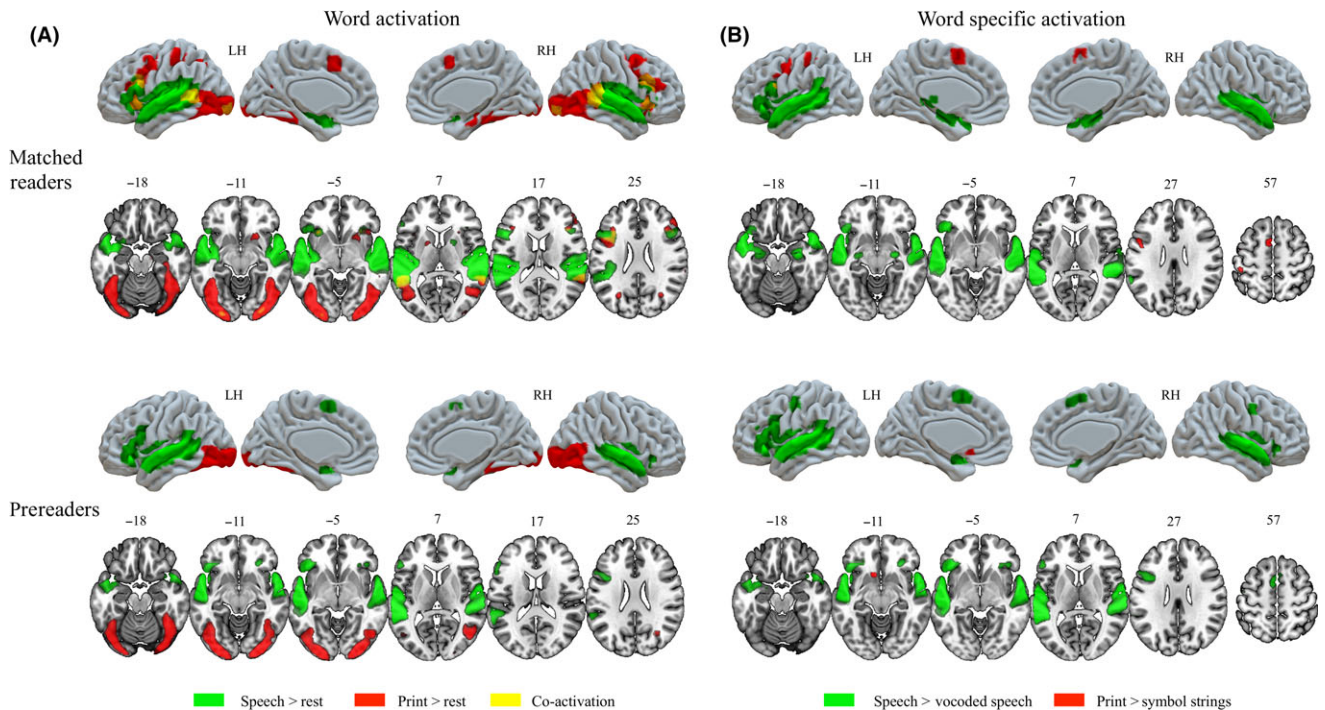 Word activation
Word specific activation
(A)
(B)
LH
RH
LH
RH
Matched
readers
−18
−11
−5
7
17
25
−18
−11
−5
7
27
57
LH
RH
LH
RH
Prereaders
−18
−11
−5
7
17
25
−18
−11
−5
7
27
57
Speech > rest
Print > rest
Co-activation
Speech > vocoded speech
Print > symbol strings